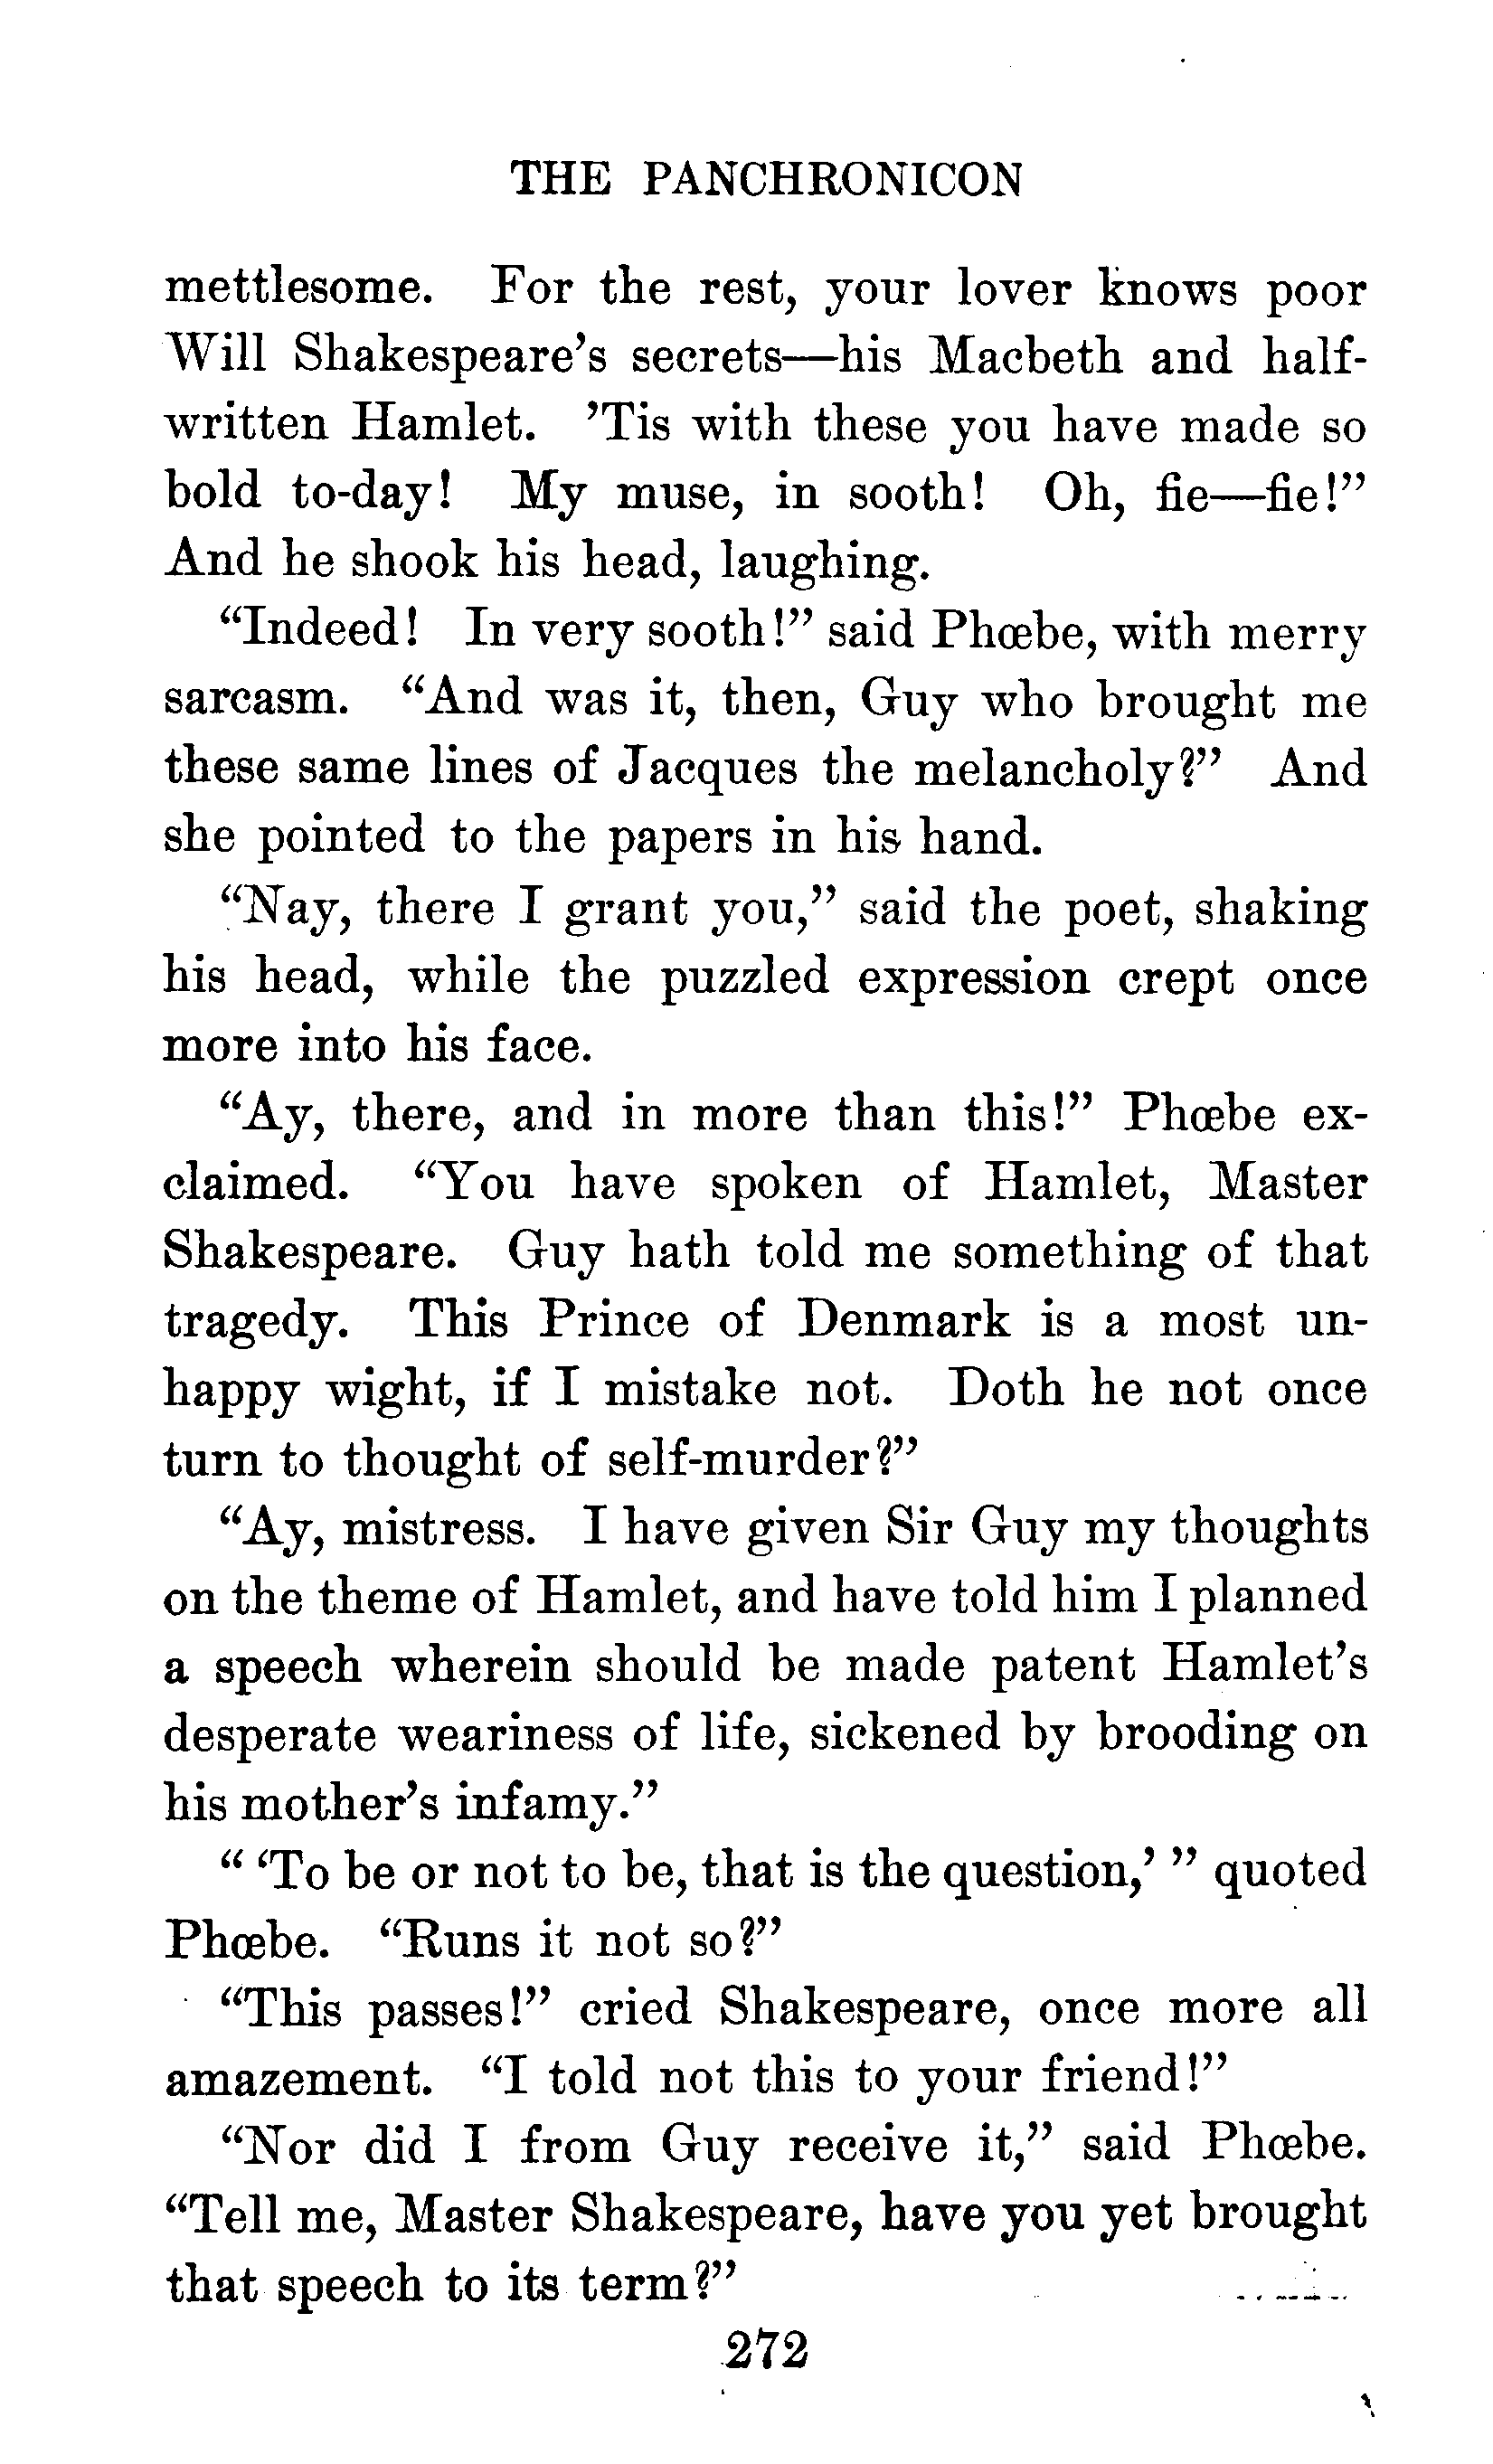 THE PANCHRONICON
mettlesome. For the rest, your lover knows poor
Will Shakespeare's secrets—his Macbeth and half-
written Hamlet. 'Tis with these you have made so
bold to-day! My muse, in sooth! Oh, fie—fie!”
And he shook his head, laughing.
“Indeed! In very sooth!” said Phœbe, with merry
sarcasm. “And was it, then, Guy who brought me
these same lines of Jacques the melancholy?” And
she pointed to the papers in his hand.
“Nay, there I grant you,” said the poet, shaking
his head, while the puzzled expression crept once
more into his face.
“Ay, there, and in more than this!” Phœbe ex-
claimed. “You have spoken of Hamlet, Master
Shakespeare. Guy hath told me something of that
tragedy. This Prince of Denmark is a most un-
happy wight, if I mistake not. Doth he not once
turn to thought of self-murder?”
“Ay, mistress. I have given Sir Guy my thoughts
on the theme of Hamlet, and have told him I planned
a speech wherein should be made patent Hamlet's
desperate weariness of life, sickened by brooding on
his mother's infamy.”
“ ‘To be or not to be, that is the question,’ ” quoted
Phœbe. “Runs it not so?”
“This passes!” cried Shakespeare, once more all
amazement. “I told not this to your friend!”
“Nor did I from Guy receive it,” said Phœbe.
“Tell me, Master Shakespeare, have you yet brought
that speech to its term?”
272